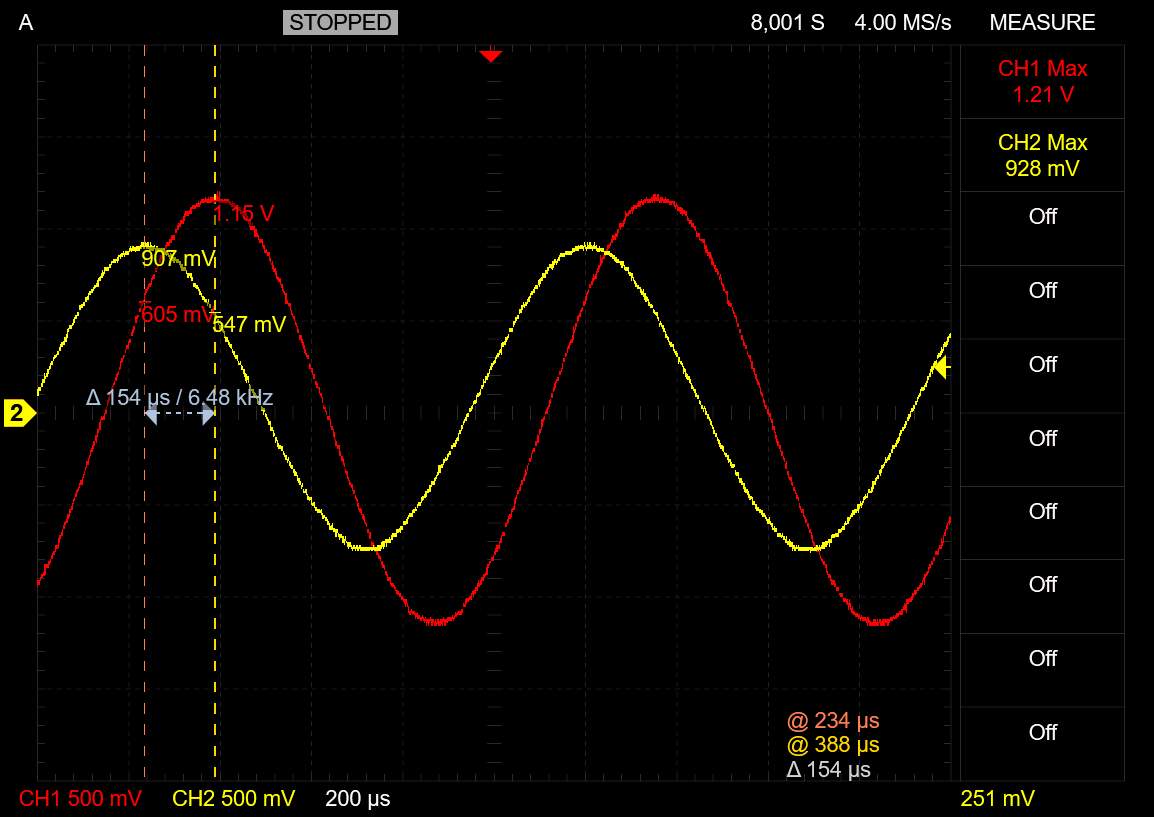 A STOPPED 8,001 S 4.00 MS/s MEASURE
CH1 Max
1.21 V
CH2 Max
928 mV
Off
Off
Off
Off
Off
Off
Off
Off
1.15 V
907 mV
605 mV
547 mV
Δ 154 µs / 6.48 kHz
2
@ 234 µs
@ 388 µs
Δ 154 µs
CH1 500 mV CH2 500 mV 200 µs 251 mV